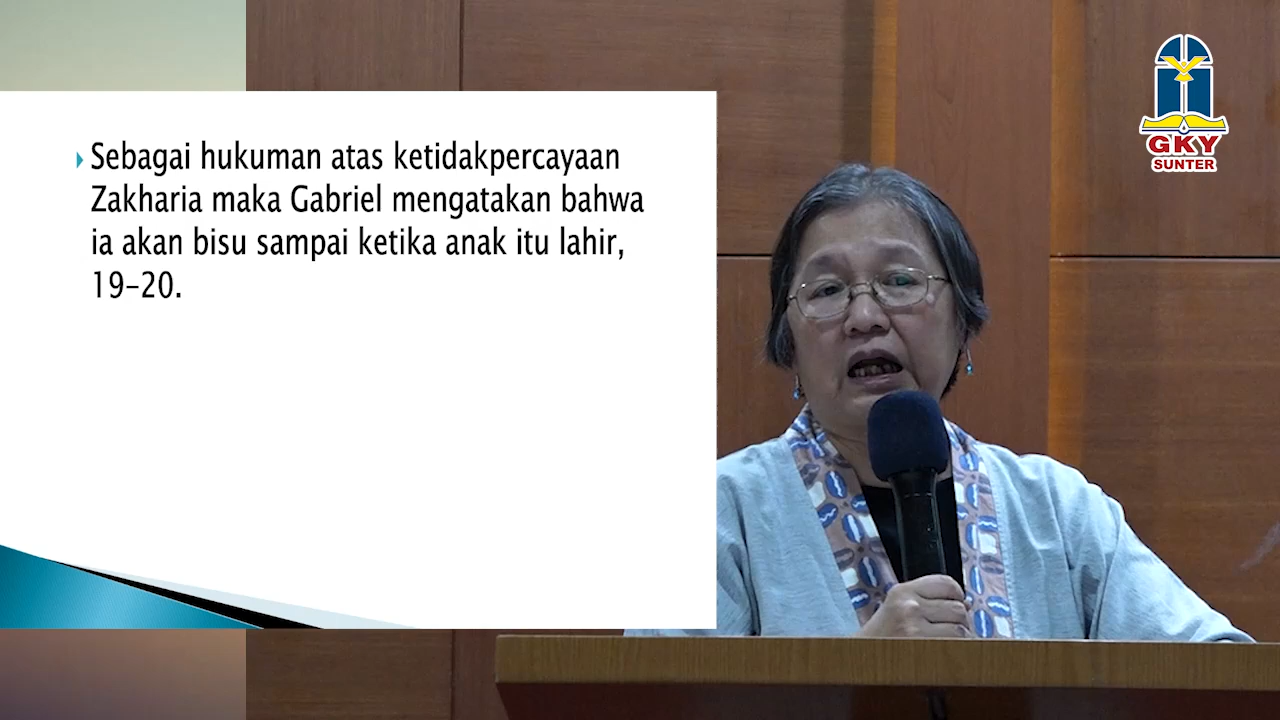 Sebagai hukuman atas ketidakpercayaan
Zakharia maka Gabriel mengatakan bahwa
ia akan bisu sampai ketika anak itu lahir,
19-20.
GKY
SUNTER